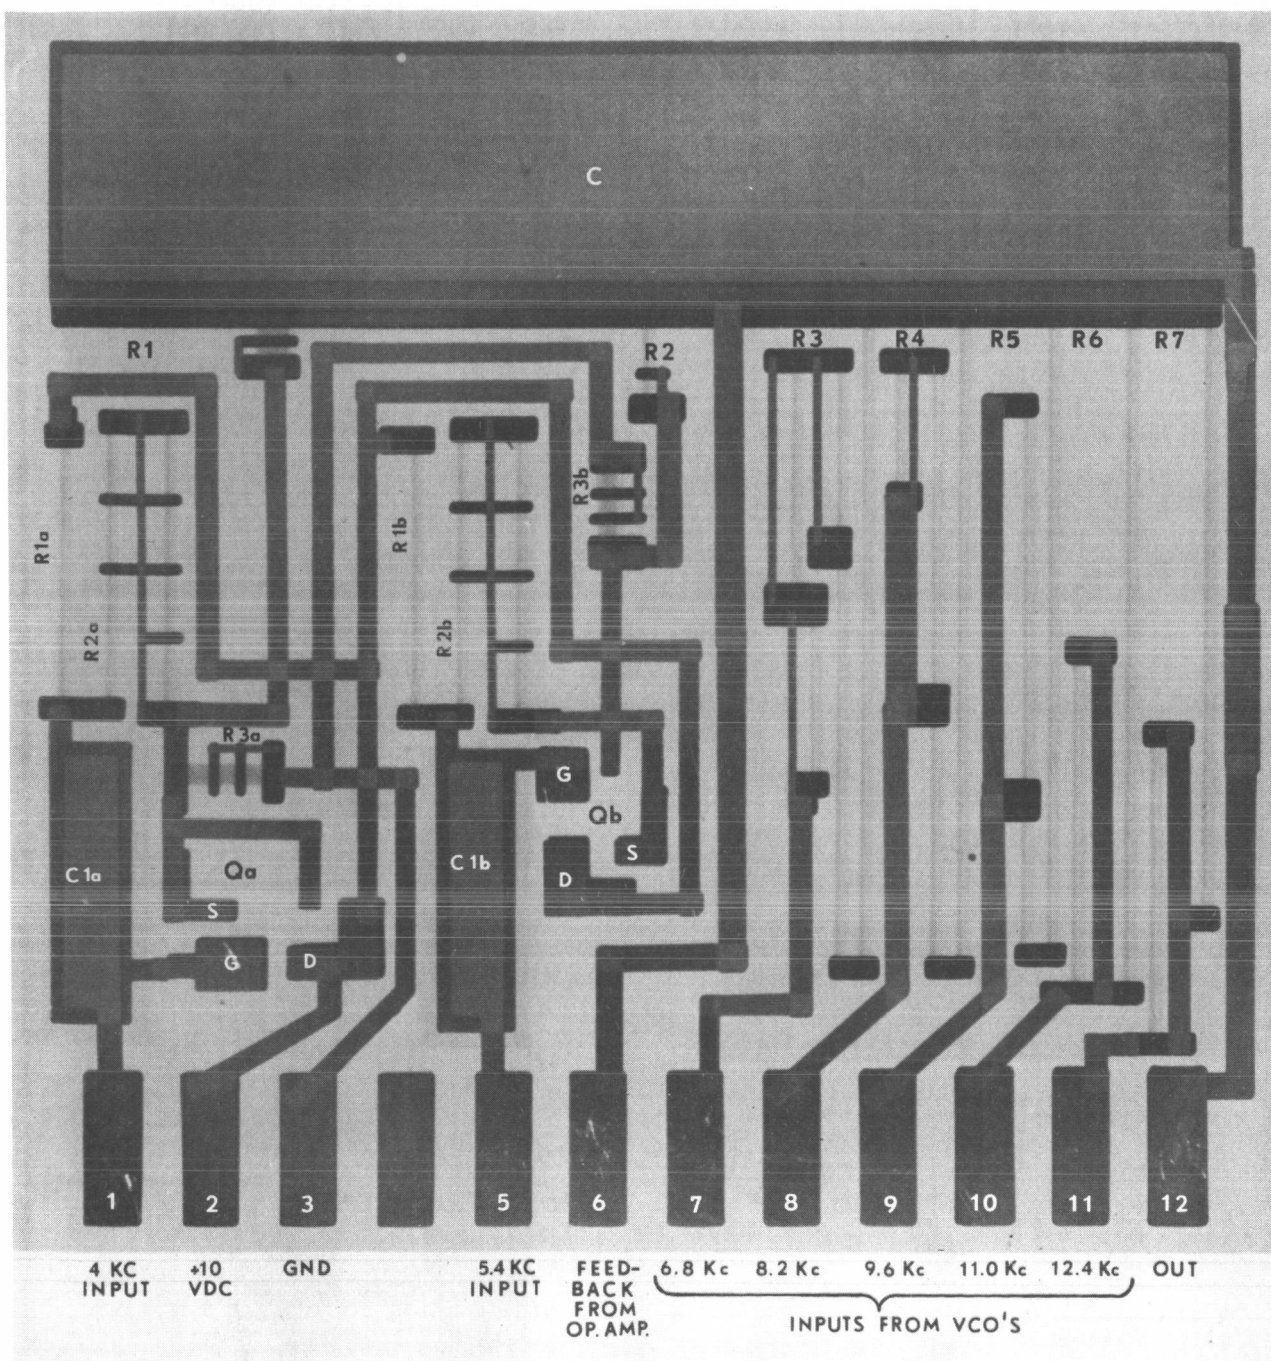 C
R1
R2
R3
R4
R5
R6
R7
R1a
R2a
R3a
R1b
R2b
R3b
C1a
Qa
S
G
D
C1b
G
Qb
S
D
1
2
3
5
6
7
8
9
10
11
12
4 KC
INPUT
+10
VDC
GND
5.4 KC
INPUT
FEED-
BACK
FROM
OP. AMP.
6.8 Kc
8.2 Kc
9.6 Kc
11.0 Kc
12.4 Kc
OUT
INPUTS FROM VCO'S